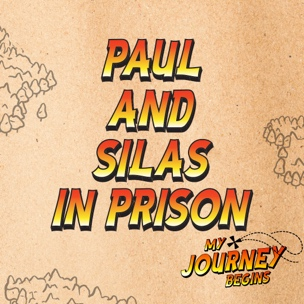 PAUL
AND
SILAS
IN PRISON
MY
JOURNEY
BEGINS